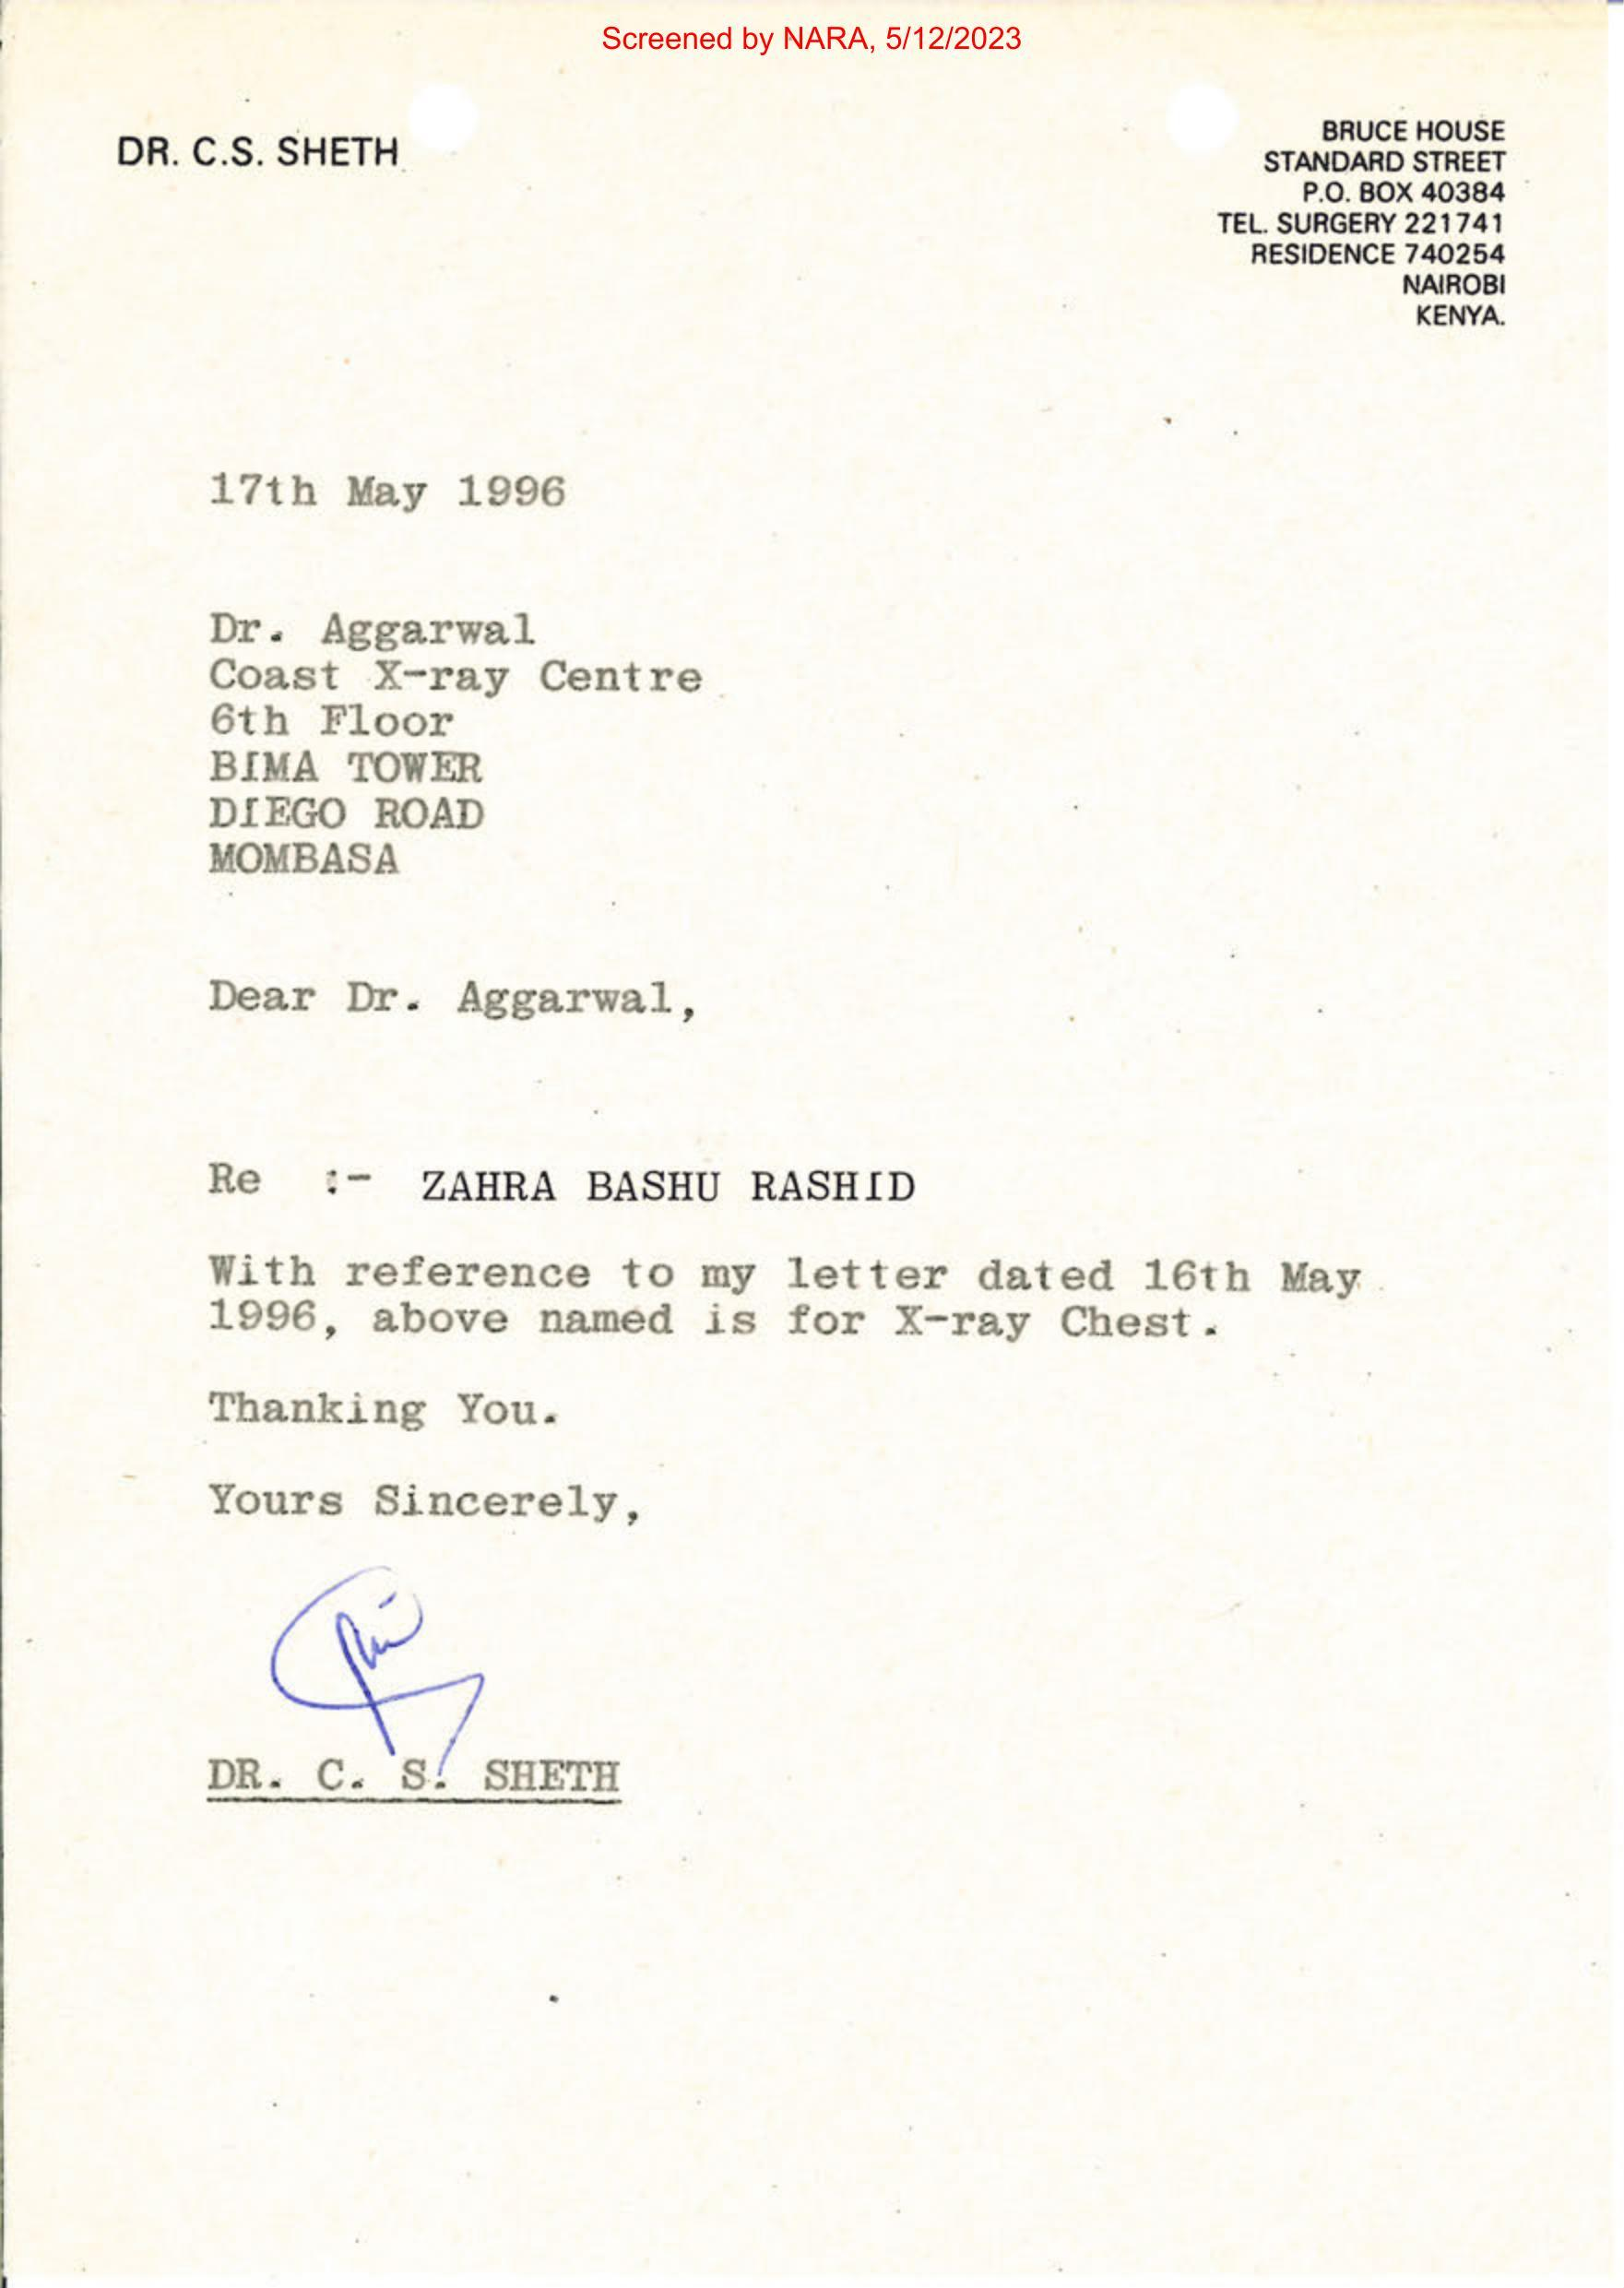 Screened by NARA, 5/12/2023
DR. C.S. SHETH
BRUCE HOUSE
STANDARD STREET
P.O. BOX 40384
TEL. SURGERY 221741
RESIDENCE 740254
NAIROBI
KENYA.
17th May 1996
Dr. Aggarwal
Coast X-ray Centre
6th Floor
BIMA TOWER
DIEGO ROAD
MOMBASA
Dear Dr. Aggarwal,
Re :- ZAHRA BASHU RASHID
With reference to my letter dated 16th May
1996, above named is for X-ray Chest.
Thanking You.
Yours Sincerely,
DR. C. S. SHETH